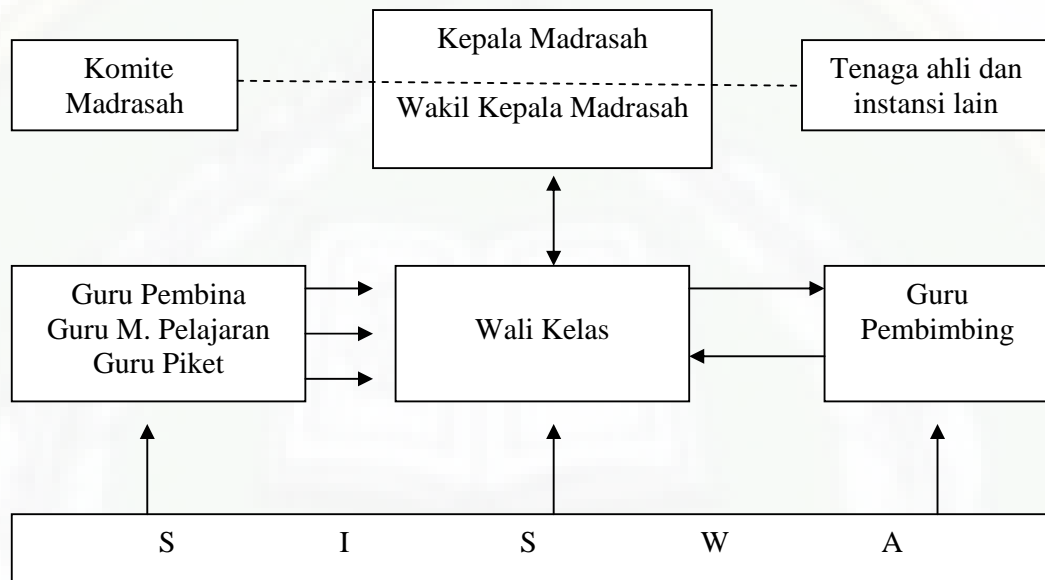 Kepala Madrasah
Wakil Kepala Madrasah
Komite
Madrasah
Tenaga ahli dan
instansi lain
Guru Pembina
Guru M. Pelajaran
Guru Piket
Wali Kelas
Guru
Pembimbing
S I S W A